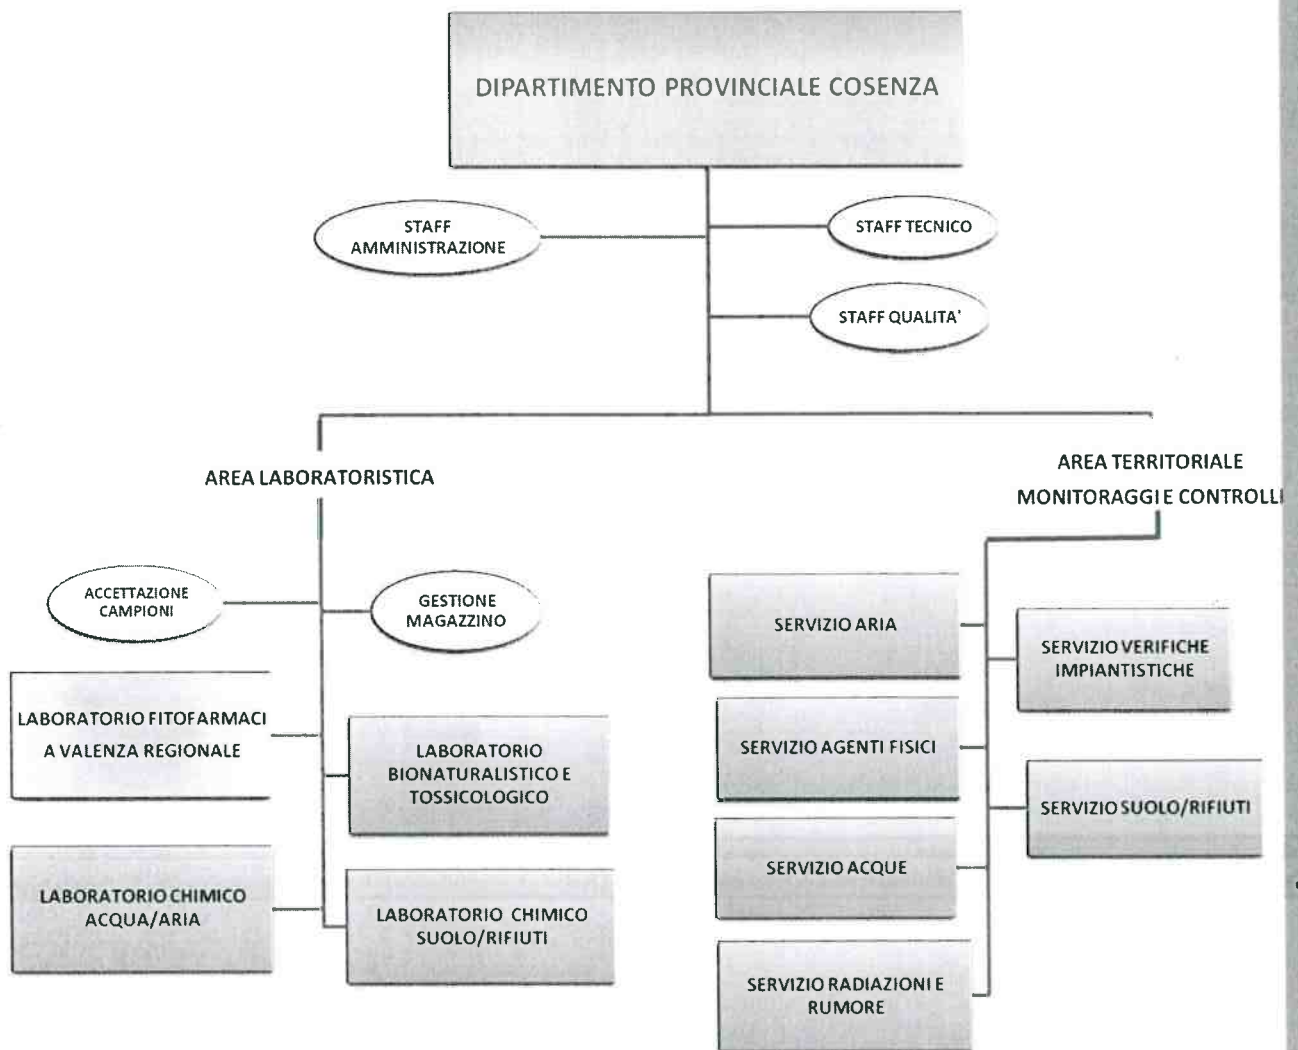 DIPARTIMENTO PROVINCIALE COSENZA
STAFF
AMMINISTRAZIONE
STAFF TECNICO
STAFF QUALITA'
AREA LABORATORISTICA
AREA TERRITORIALE
MONITORAGGI E CONTROLLI
ACCETTAZIONE
CAMPIONI
GESTIONE
MAGAZZINO
LABORATORIO FITOFARMACI
A VALENZA REGIONALE
LABORATORIO
BIONATURALISTICO E
TOSSICOLOGICO
LABORATORIO CHIMICO
ACQUA/ARIA
LABORATORIO CHIMICO
SUOLO/RIFIUTI
SERVIZIO ARIA
SERVIZIO VERIFICHE
IMPIANTISTICHE
SERVIZIO AGENTI FISICI
SERVIZIO SUOLO/RIFIUTI
SERVIZIO ACQUE
SERVIZIO RADIAZIONI E
RUMORE